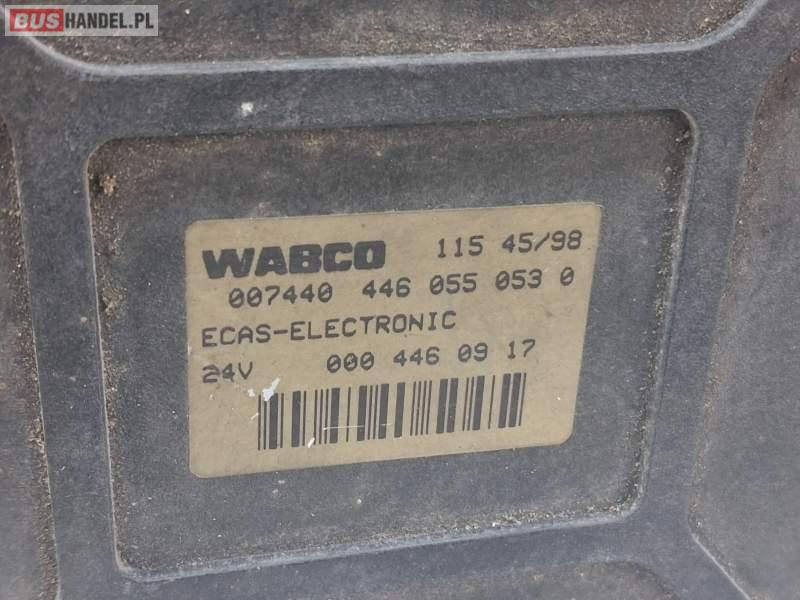 BUSHANDEL.PL
WABCO 115 45/98
007440 446 055 053 0
ECAS-ELECTRONIC
24V 000 446 09 17